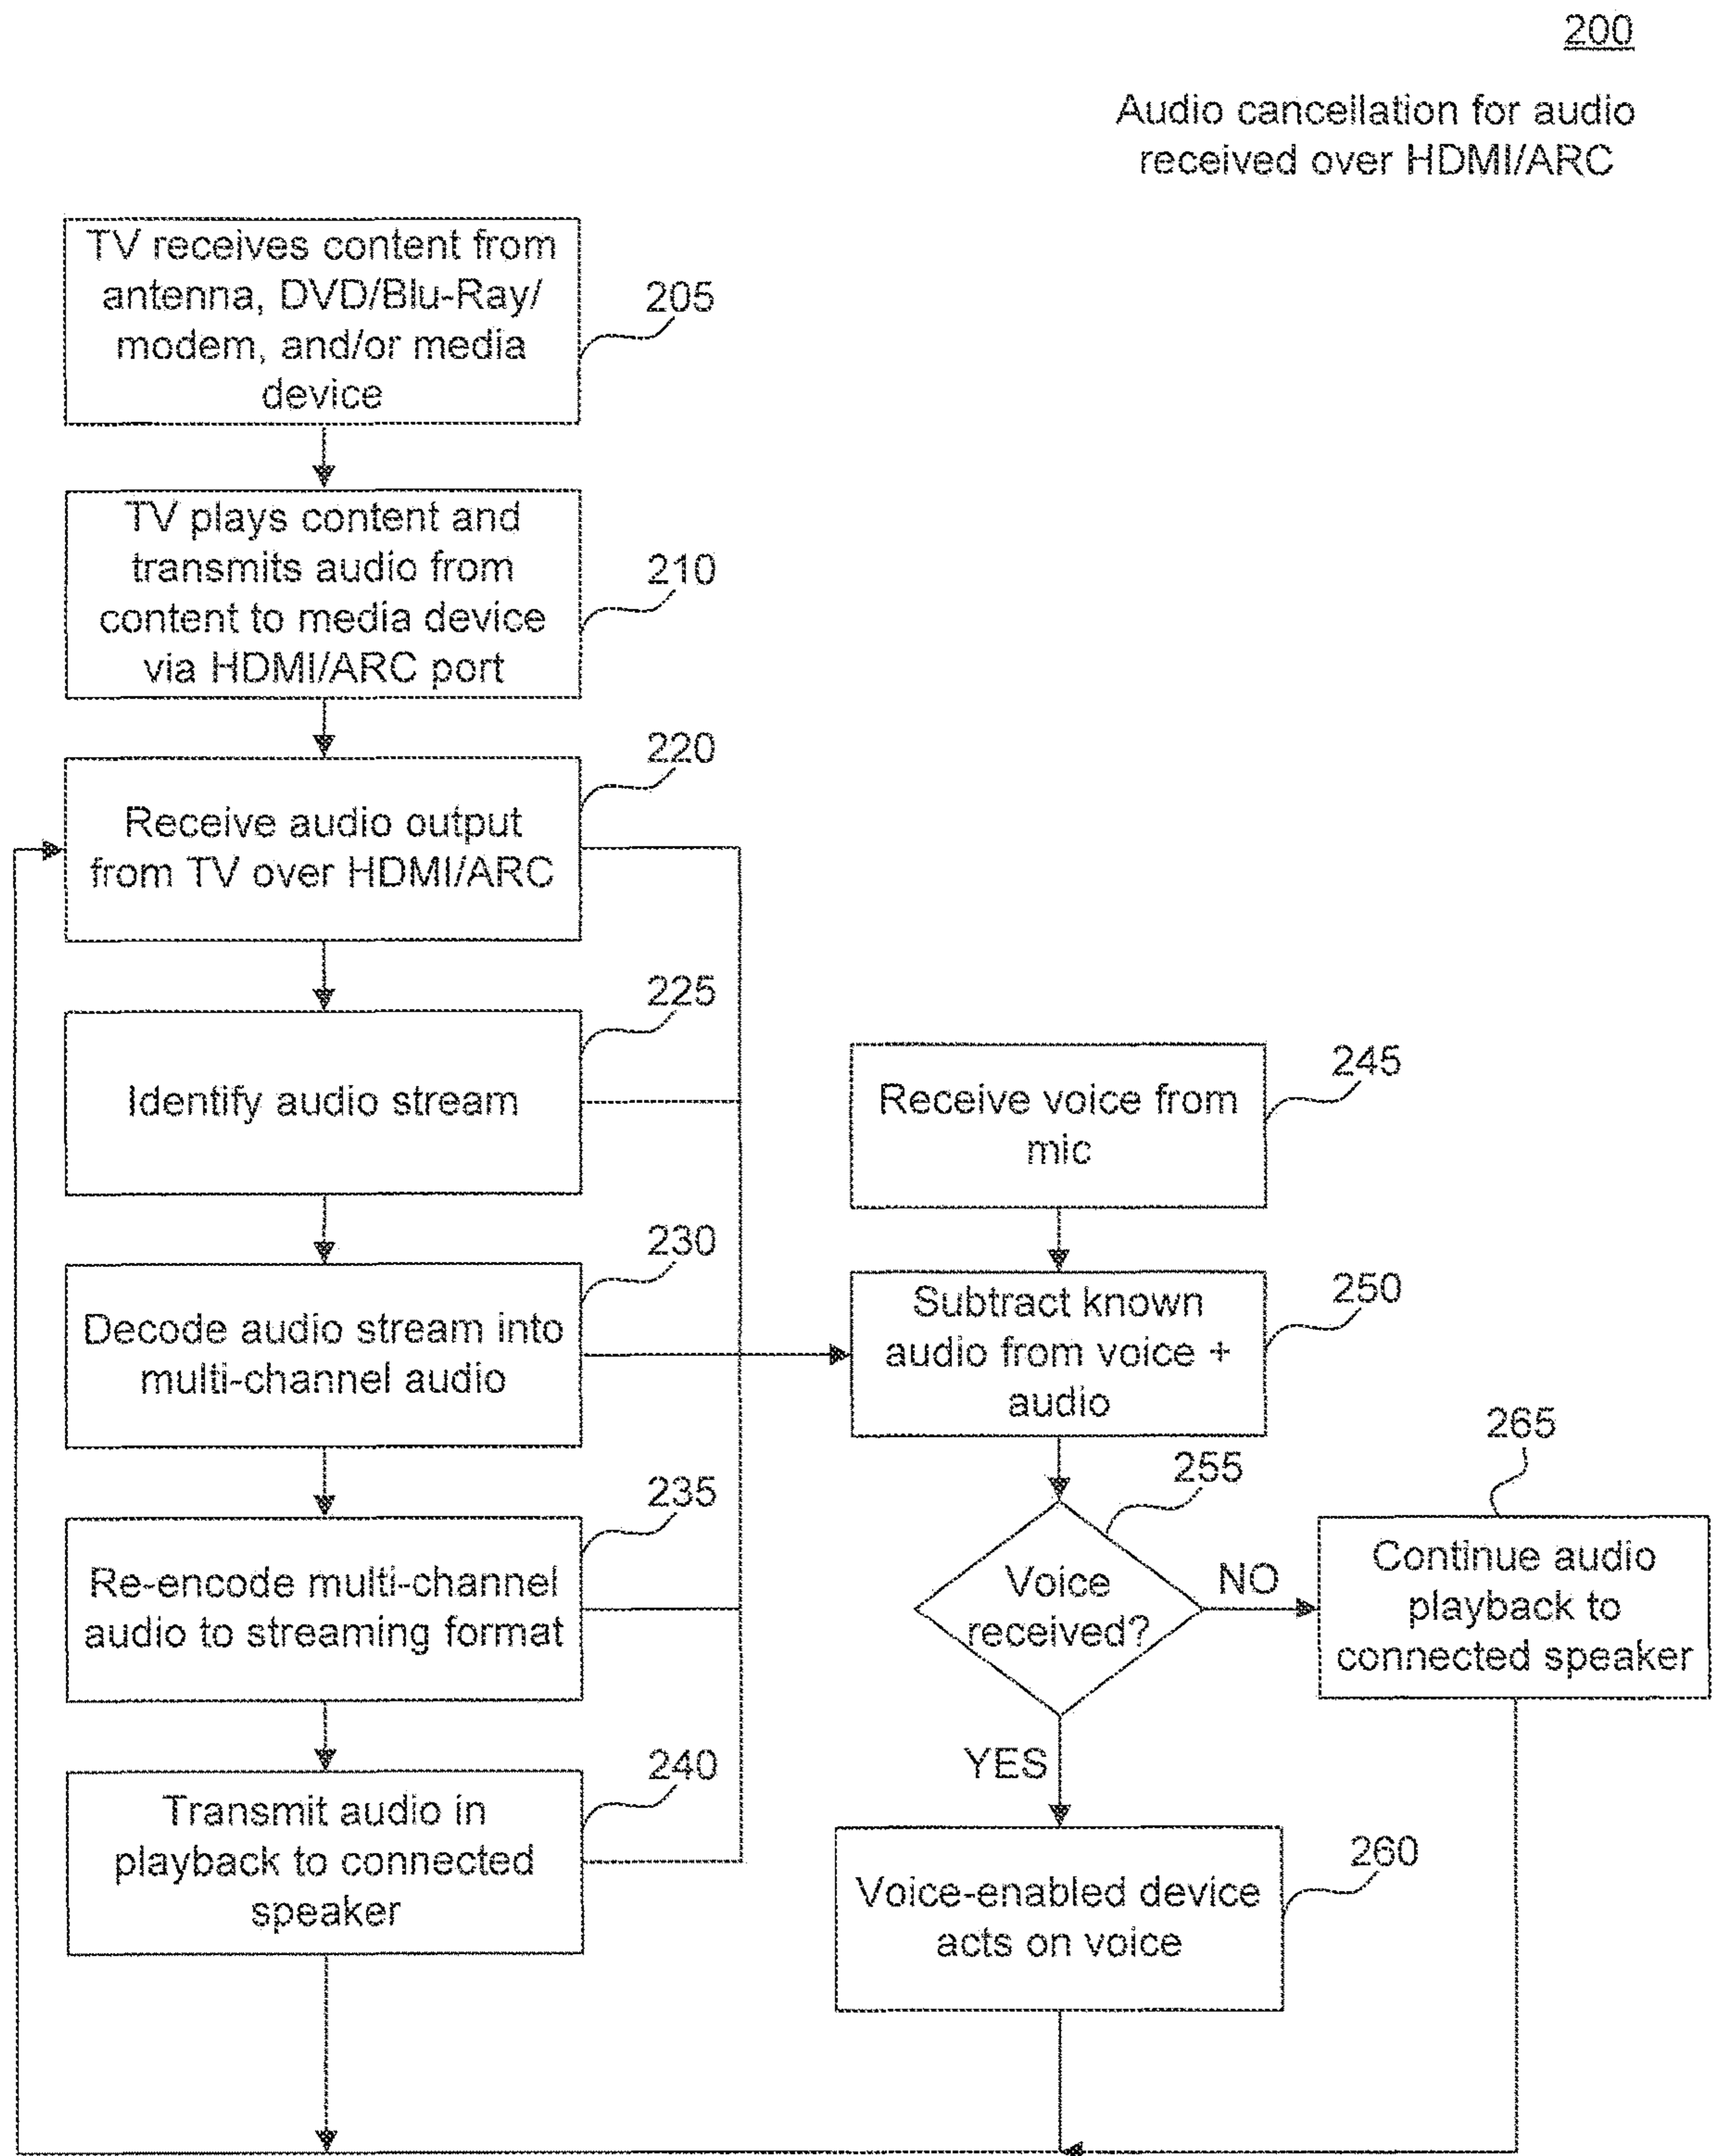 200
Audio cancellation for audio
received over HDMI/ARC
TV receives content from
antenna, DVD/Blu-Ray/
modem, and/or media
device
205
TV plays content and
transmits audio from
content to media device
via HDMI/ARC port
210
Receive audio output
from TV over HDMI/ARC
220
Identify audio stream
225
Decode audio stream into
multi-channel audio
230
Re-encode multi-channel
audio to streaming format
235
Transmit audio in
playback to connected
speaker
240
Receive voice from
mic
245
Subtract known
audio from voice +
audio
250
Voice
received?
255
NO
YES
Continue audio
playback to
connected speaker
265
Voice-enabled device
acts on voice
260